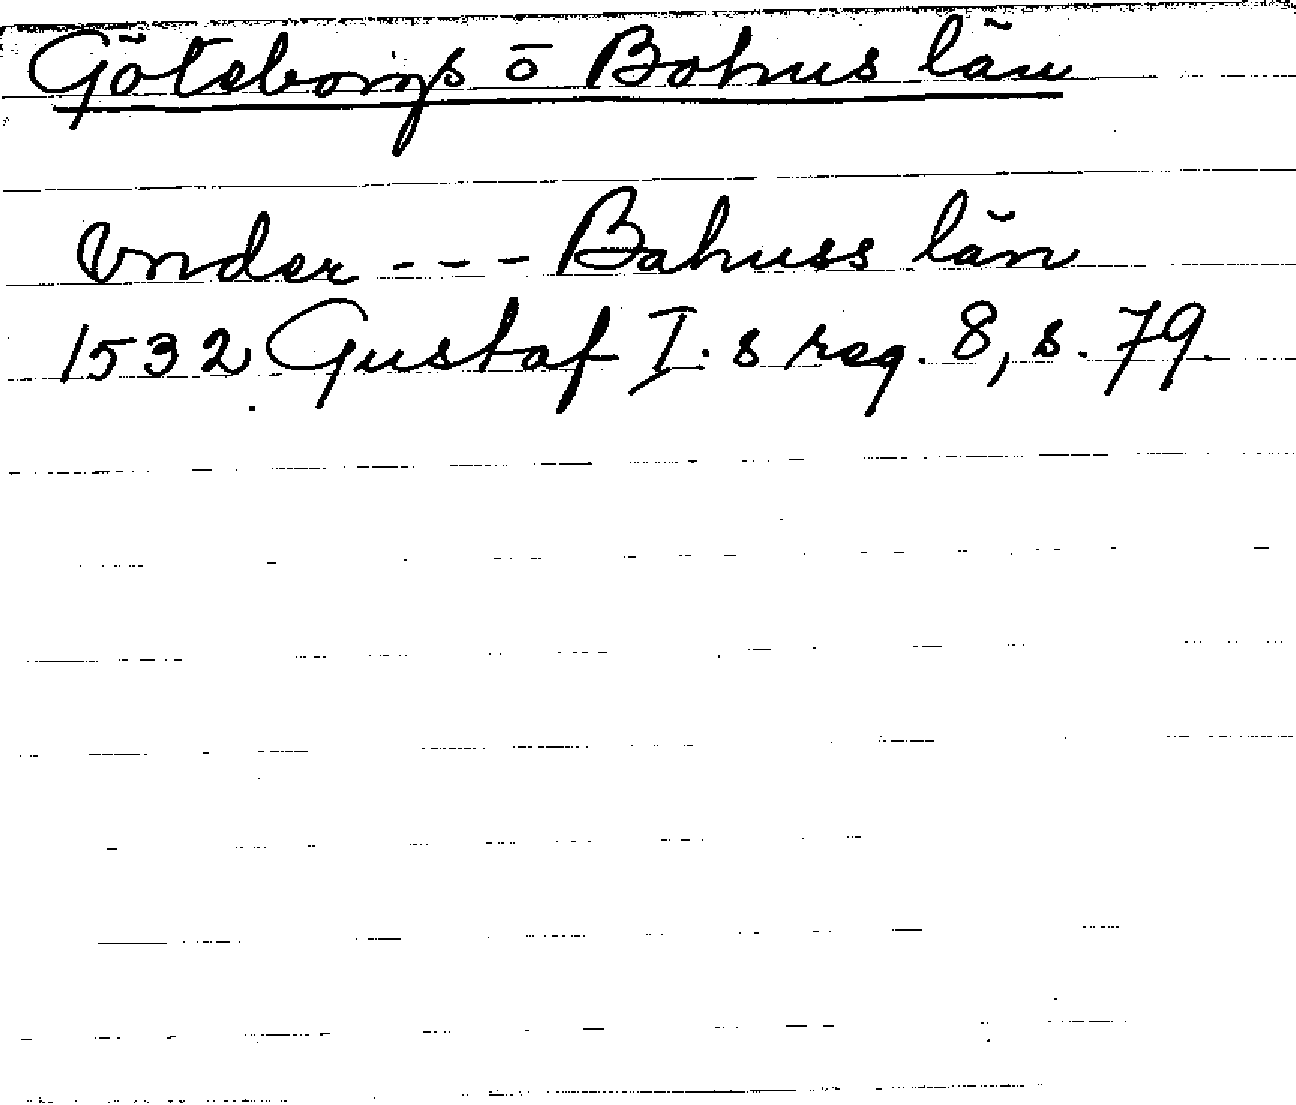 Göteborgs o Bohus län
Vnder --- Bahuss län
1532 Gustaf I.s reg. 8, s. 79.